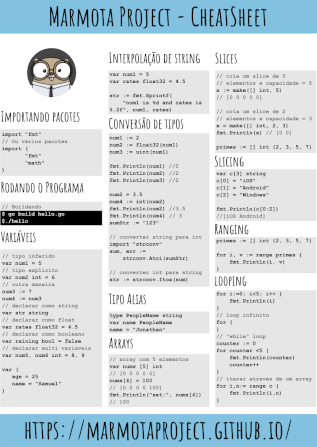 Marmota Project - CheatSheet
Importando pacotes
import "fmt"
// Ou vários pacotes
import (
"fmt"
"math"
)
Rodando o Programa
// Buildando
$ go build hello.go
$./hello
Variáveis
// tipo inferido
var num1 = 5
// tipo explicito
var num2 int = 6
// outra maneira
num3 := 7
num4 := num3
// declarar como string
var str string
// declarar como float
var rates float32 = 4.5
// declarar como booleano
var raining bool = false
// declarar multi variaveis
var num5, num6 int = 8, 9
var (
age = 25
name = "Samuel"
)
Interpolação de string
var num1 = 5
var rates float32 = 4.5
str := fmt.Sprintf(
"num1 is %d and rates is
%.2f", num1, rates)
Conversão de tipos
num1 := 2
num2 := float32(num1)
num3 := uint(num1)
fmt.Println(num1) //2
fmt.Println(num2) //2
fmt.Println(num3) //2
num2 = 3.5
num4 := int(num2)
fmt.Println(num2) //3.5
fmt.Println(num4) // 3
numStr := "123"
// converter string para int
import "strconv"
num, err :=
strconv.Atoi(numStr)
// converter int para string
str := strconv.Itoa(num)
Tipo Alias
type PeopleName string
var name PeopleName
name = "Jonathan"
Arrays
// array com 5 elementos
var nums [5] int
// [0 0 0 0 0]
nums[4] = 100
// [0 0 0 0 100]
fmt.Println("set:", nums[4])
// 100
Slices
// cria um slice de 5
// elementos e capacidade = 5
x := make([] int, 5)
// [0 0 0 0 0]
// cria um slice de 2
// elementos e capacidade = 3
x = make([] int, 2, 3)
fmt.Println(x) // [0 0]
primes := [] int {2, 3, 5, 7}
Slicing
var c[3] string
c[0] = "iOS"
c[1] = "Android"
c[2] = "Windows"
fmt.Println(c[0:2])
//[iOS Android]
Ranging
primes := [] int {2, 3, 5, 7}
for i, v := range primes {
fmt.Println(i, v)
}
Looping
for i:=0; i<5; i++ {
fmt.Println(i)
}
// loop infinito
for {
}
// "while" loop
counter := 0
for counter <5 {
fmt.Println(counter)
counter++
}
// iterar atraves de um array
for i,n:= range c {
fmt.Println(i, n)
}
https://marmotaproject.github.io/